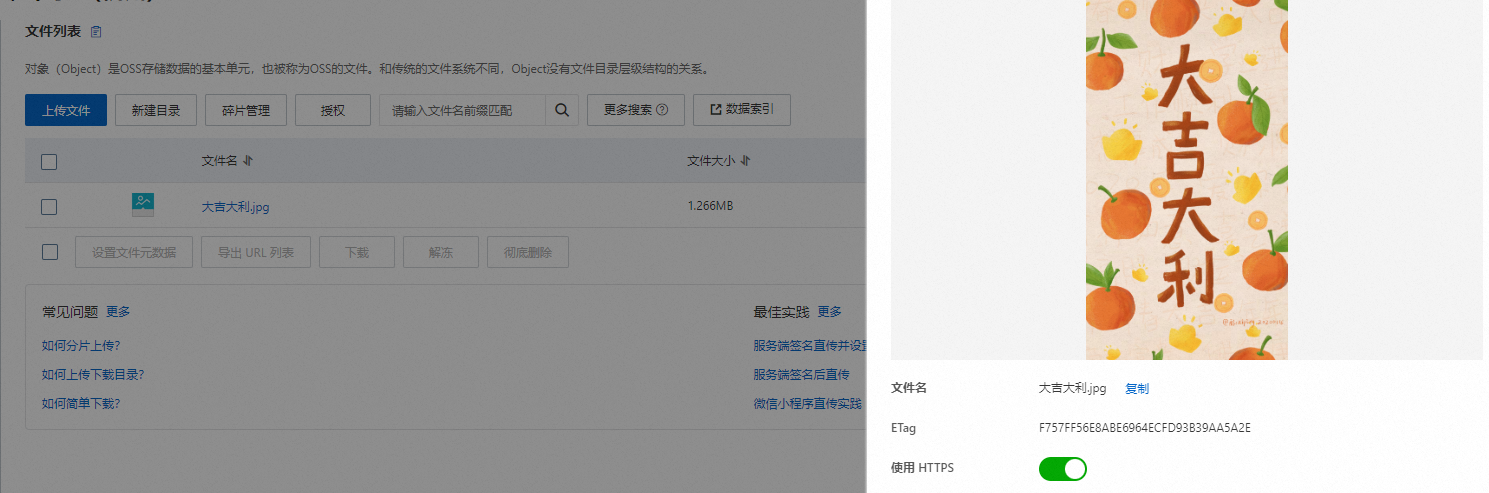 文件列表
对象（Object）是OSS存储数据的基本单元，也被称为OSS的文件。和传统的文件系统不同，Object没有文件目录层级结构的关系。
上传文件 新建目录 碎片管理 授权 请输入文件名前缀匹配 更多搜索 数据索引
文件名 文件大小
大吉大利.jpg 1.266MB
设置文件元数据 导出 URL 列表 下载 解冻 彻底删除
常见问题 更多
如何分片上传?
如何上传下载目录?
如何简单下载?
最佳实践 更多
服务端签名直传并设
服务端签名后直传
微信小程序直传实践
大吉大利
文件名 大吉大利.jpg 复制
ETag F757FF56E8ABE6964ECFD93B39AA5A2E
使用 HTTPS